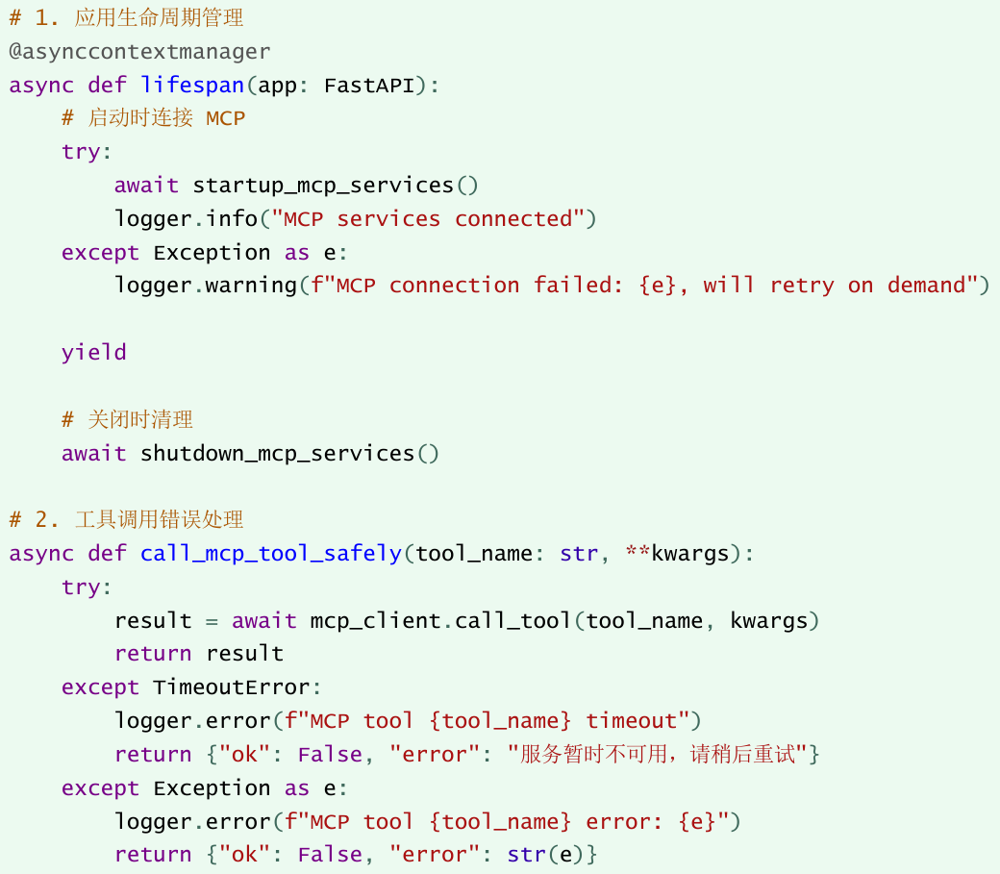 # 1. 应用生命周期管理
@asynccontextmanager
async def lifespan(app: FastAPI):
    # 启动时连接 MCP
    try:
        await startup_mcp_services()
        logger.info("MCP services connected")
    except Exception as e:
        logger.warning(f"MCP connection failed: {e}, will retry on demand")

    yield

    # 关闭时清理
    await shutdown_mcp_services()

# 2. 工具调用错误处理
async def call_mcp_tool_safely(tool_name: str, **kwargs):
    try:
        result = await mcp_client.call_tool(tool_name, kwargs)
        return result
    except TimeoutError:
        logger.error(f"MCP tool {tool_name} timeout")
        return {"ok": False, "error": "服务暂时不可用，请稍后重试"}
    except Exception as e:
        logger.error(f"MCP tool {tool_name} error: {e}")
        return {"ok": False, "error": str(e)}